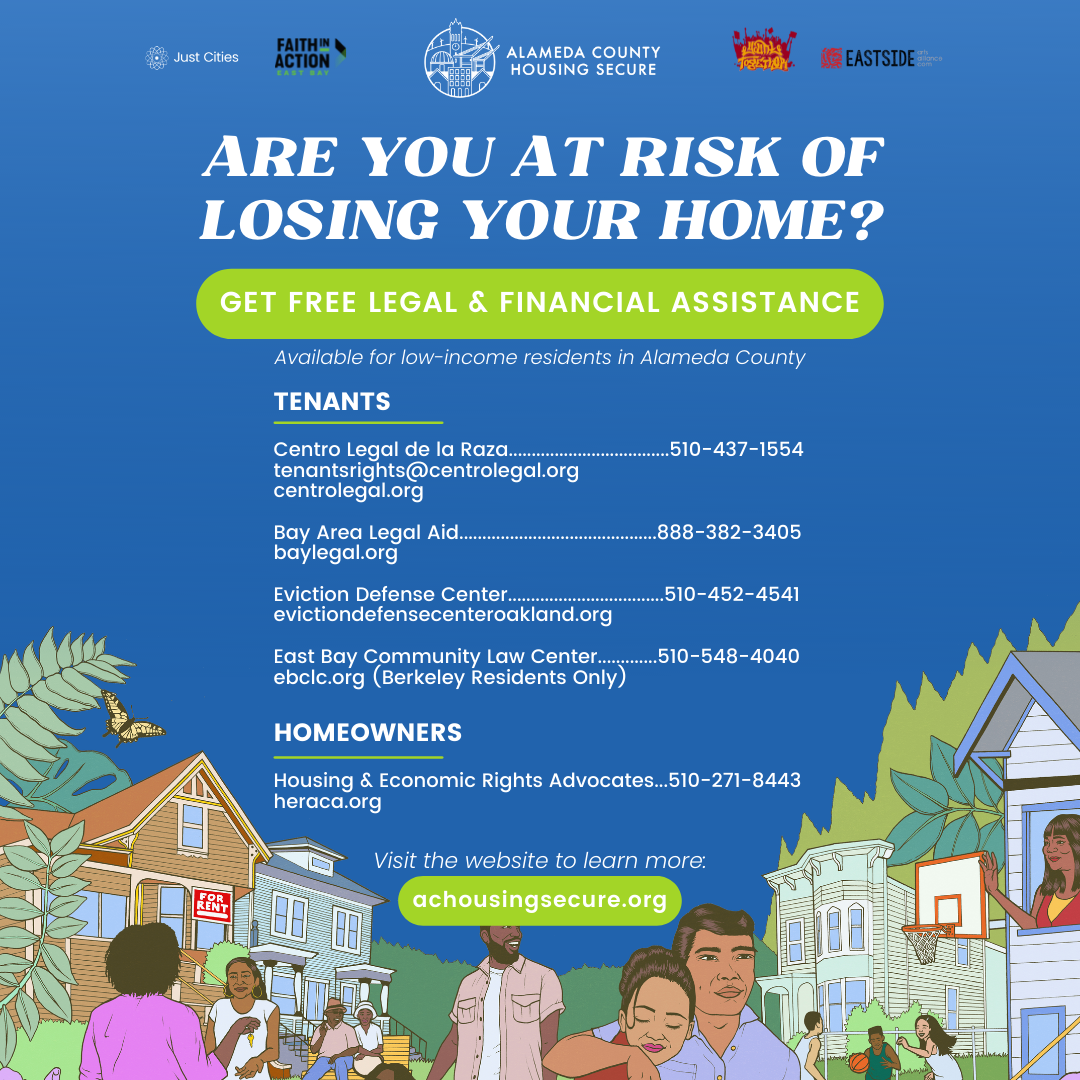 Just Cities
FAITH IN
ACTION
EAST BAY
ALAMEDA COUNTY
HOUSING SECURE
EASTSIDE arts
alliance
.com
ARE YOU AT RISK OF
LOSING YOUR HOME?
GET FREE LEGAL & FINANCIAL ASSISTANCE
Available for low-income residents in Alameda County
TENANTS
Centro Legal de la Raza...................................510-437-1554
tenantsrights@centrolegal.org
centrolegal.org
Bay Area Legal Aid...........................................888-382-3405
baylegal.org
Eviction Defense Center..................................510-452-4541
evictiondefensecenteroakland.org
East Bay Community Law Center.............510-548-4040
ebclc.org (Berkeley Residents Only)
HOMEOWNERS
Housing & Economic Rights Advocates...510-271-8443
heraca.org
Visit the website to learn more:
achousingsecure.org
FOR
RENT